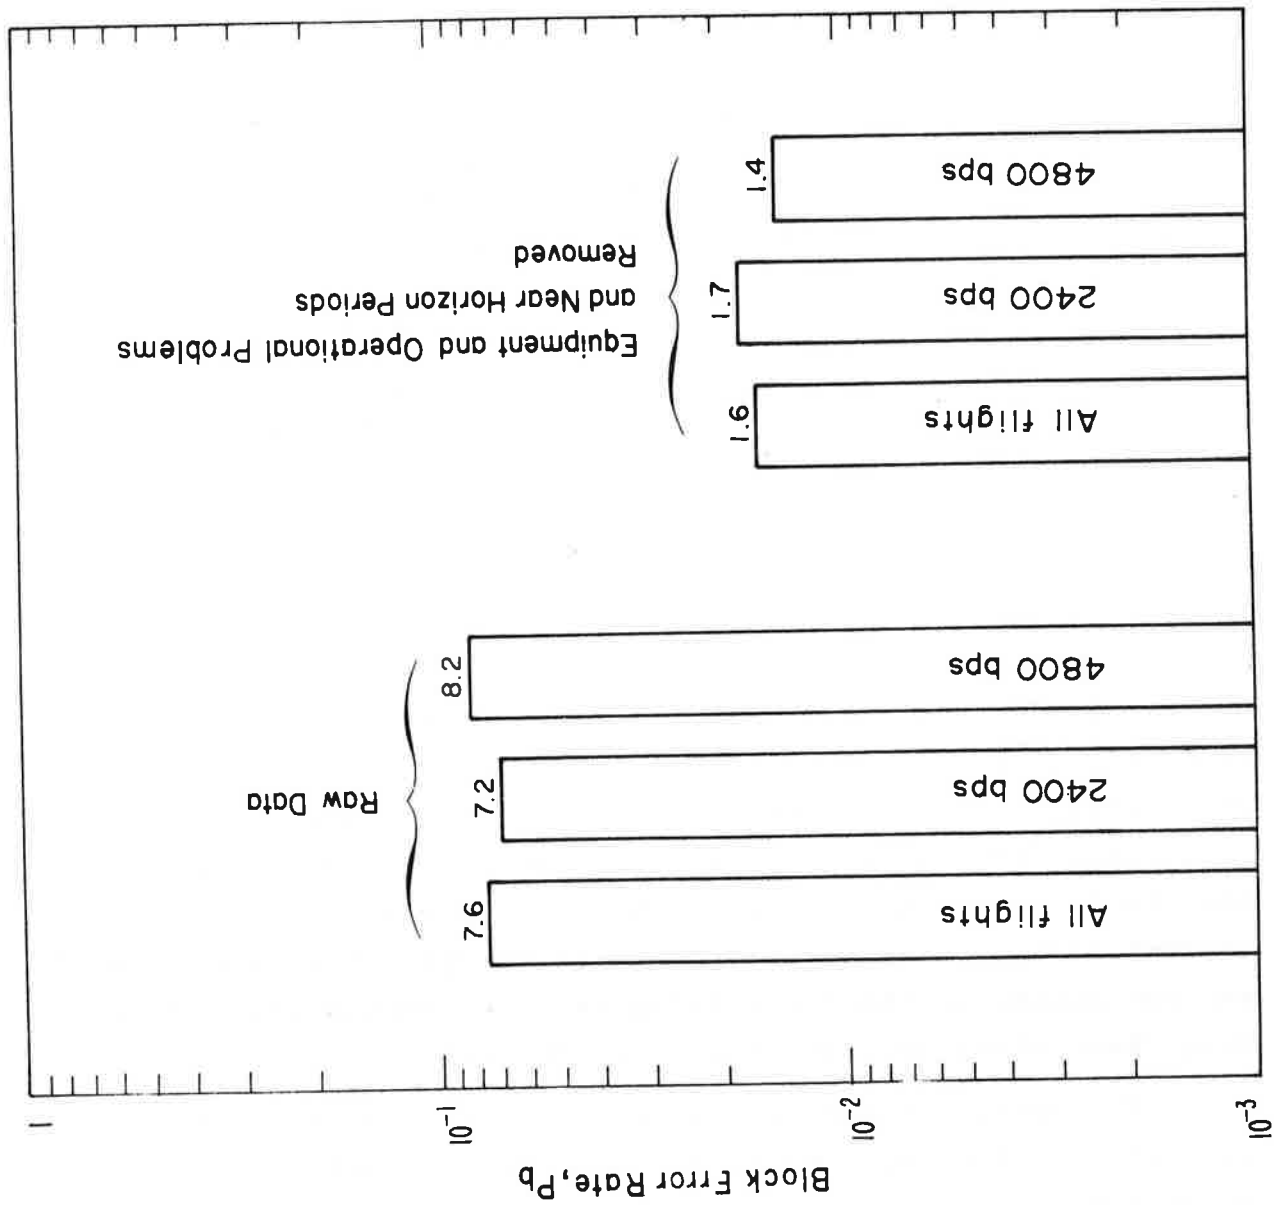 Block Error Rate, Pb
10⁻³
10⁻²
10⁻¹
1
All flights
7.6
2400 bps
7.2
4800 bps
8.2
Raw Data
All flights
1.6
2400 bps
1.7
4800 bps
1.4
Equipment and Operational Problems
and Near Horizon Periods
Removed